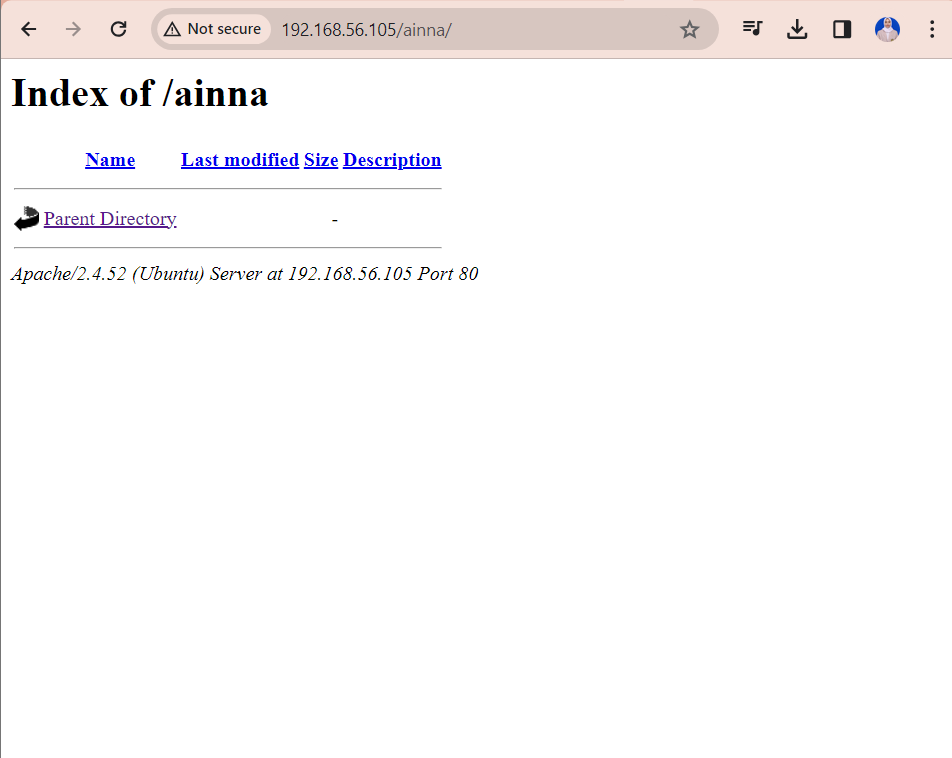 Not secure 192.168.56.105/ainna/
Index of /ainna
Name Last modified Size Description
Parent Directory -
Apache/2.4.52 (Ubuntu) Server at 192.168.56.105 Port 80